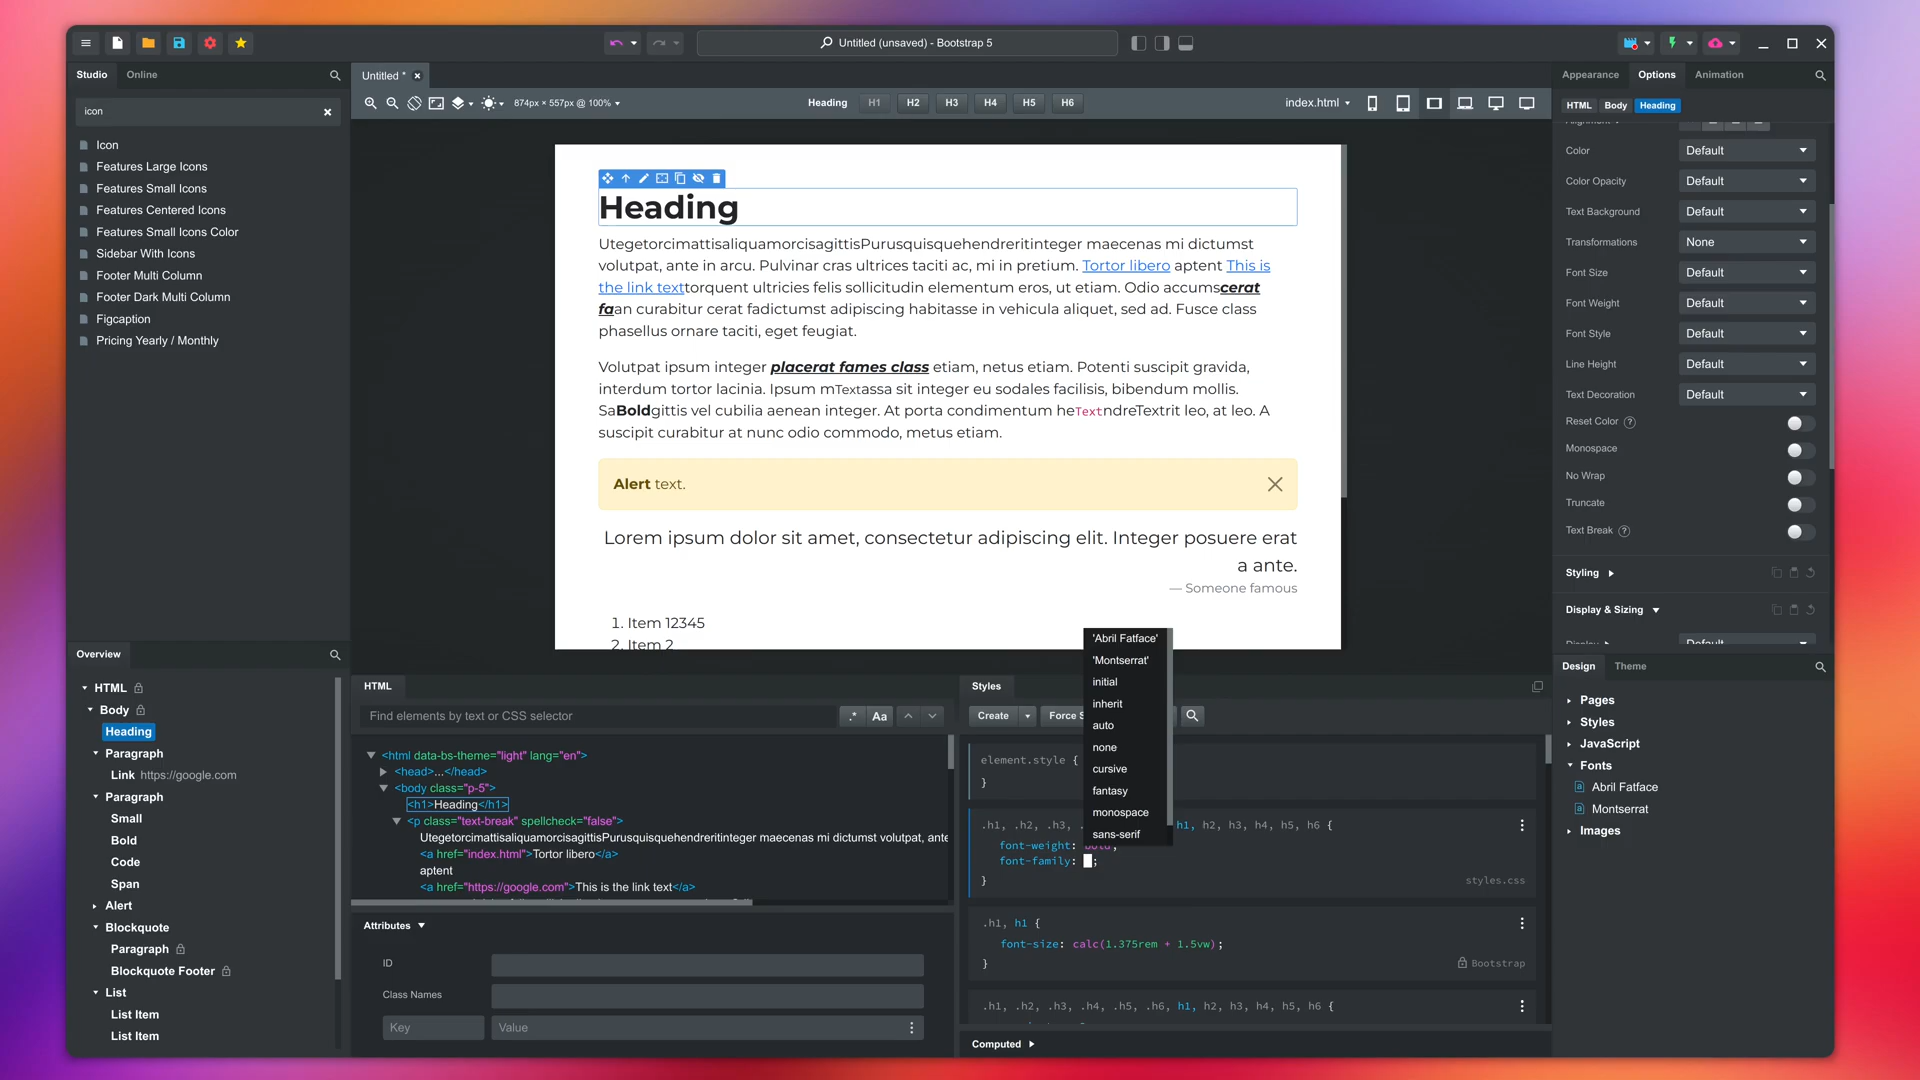 Untitled (unsaved) - Bootstrap 5
Studio
Online
icon
Icon
Features Large Icons
Features Small Icons
Features Centered Icons
Features Small Icons Color
Sidebar With Icons
Footer Multi Column
Footer Dark Multi Column
Figcaption
Pricing Yearly / Monthly
Overview
HTML
Body
Heading
Paragraph
Link https://google.com
Paragraph
Small
Bold
Code
Span
Alert
Blockquote
Paragraph
Blockquote Footer
List
List Item
List Item
Untitled *
874px × 557px @ 100%
Heading H1 H2 H3 H4 H5 H6
index.html
Heading
UtegetorcimattisaliquamorcisagittisPurusquisquehendreritinteger maecenas mi dictumst
volutpat, ante in arcu. Pulvinar cras ultrices taciti ac, mi in pretium. Tortor libero aptent This is
the link texttorquent ultricies felis sollicitudin elementum eros, ut etiam. Odio accumscerat
faan curabitur cerat fadictumst adipiscing habitasse in vehicula aliquet, sed ad. Fusce class
phasellus ornare taciti, eget feugiat.
Volutpat ipsum integer placerat fames class etiam, netus etiam. Potenti suscipit gravida,
interdum tortor lacinia. Ipsum mTextassa sit integer eu sodales facilisis, bibendum mollis.
SaBoldgittis vel cubilia aenean integer. At porta condimentum heTextndreTextrit leo, at leo. A
suscipit curabitur at nunc odio commodo, metus etiam.
Alert text.
Lorem ipsum dolor sit amet, consectetur adipiscing elit. Integer posuere erat
a ante.
— Someone famous
1. Item 12345
2. Item 2
HTML
Find elements by text or CSS selector
.* Aa
<html data-bs-theme="light" lang="en">
<head>...</head>
<body class="p-5">
<h1>Heading</h1>
<p class="text-break" spellcheck="false">
UtegetorcimattisaliquamorcisagittisPurusquisquehendreritinteger maecenas mi dictumst volutpat, ante
<a href="index.html">Tortor libero</a>
aptent
<a href="https://google.com">This is the link text</a>
Attributes
ID
Class Names
Key
Value
Styles
Create
Force S
'Abril Fatface'
'Montserrat'
initial
inherit
auto
none
cursive
fantasy
monospace
sans-serif
element.style {
}
.h1, .h2, .h3, h1, h2, h3, h4, h5, h6 {
font-weight: bold;
font-family: ;
}
styles.css
.h1, h1 {
font-size: calc(1.375rem + 1.5vw);
}
Bootstrap
.h1, .h2, .h3, .h4, .h5, .h6, h1, h2, h3, h4, h5, h6 {
Computed
Appearance
Options
Animation
HTML
Body
Heading
Color Default
Color Opacity Default
Text Background Default
Transformations None
Font Size Default
Font Weight Default
Font Style Default
Line Height Default
Text Decoration Default
Reset Color ?
Monospace
No Wrap
Truncate
Text Break ?
Styling
Display & Sizing
Display Default
Design
Theme
Pages
Styles
JavaScript
Fonts
Abril Fatface
Montserrat
Images